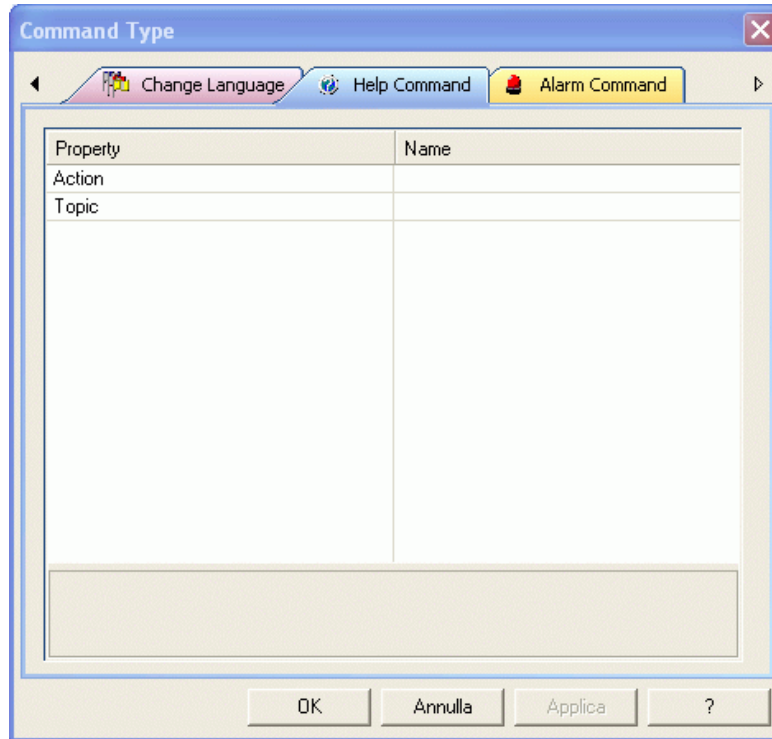 Command Type
Change Language Help Command Alarm Command
Property Name
Action
Topic
OK Annulla Applica ?